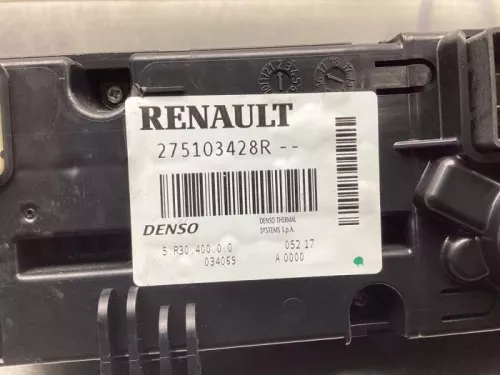 RENAULT
275103428R --
DENSO
DENSO THERMAL
SYSTEMS S.p.A.
5.R30.400.0.0
052 17
034069
A 0000